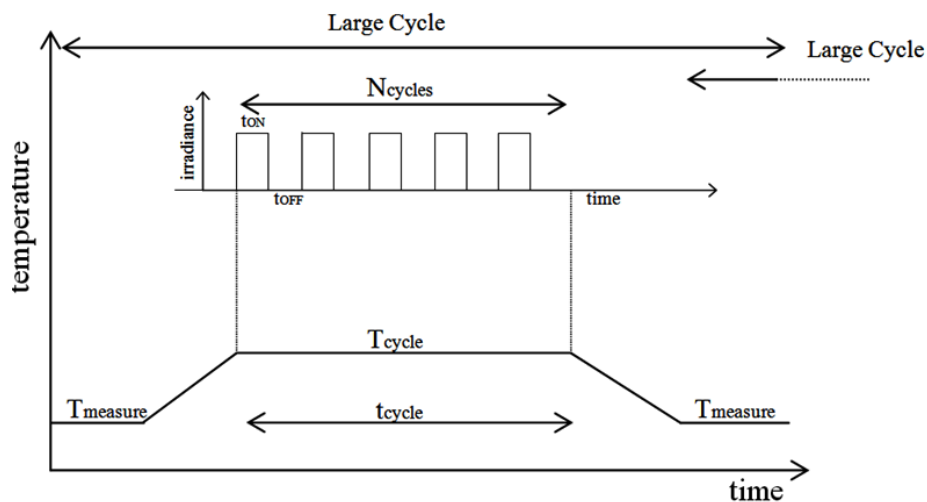 Large Cycle
Large Cycle
Ncycles
tON
irradiance
tOFF
time
temperature
Tcycle
Tmeasure
tcycle
Tmeasure
time